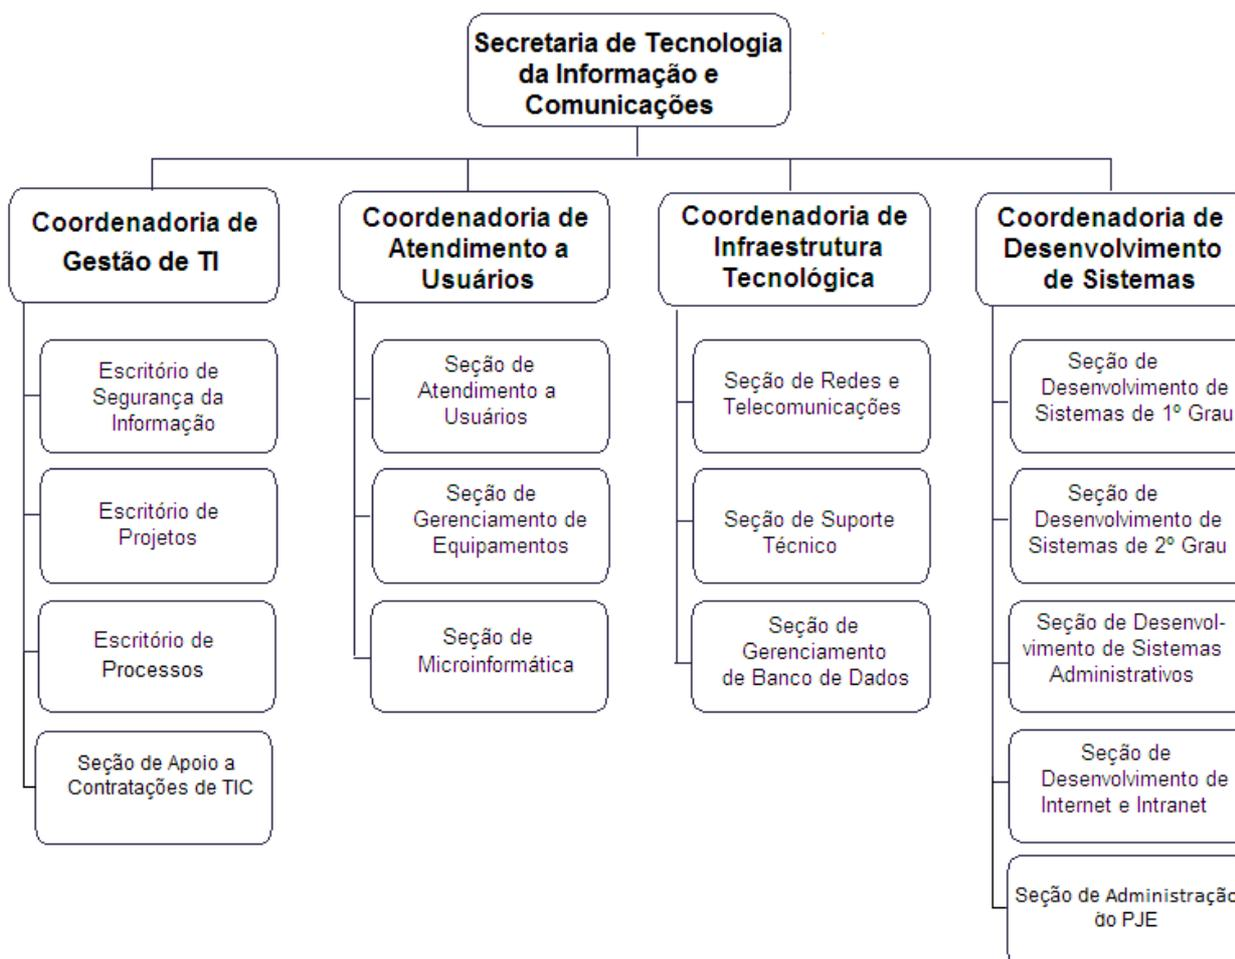 Secretaria de Tecnologia
da Informação e
Comunicações
Coordenadoria de
Gestão de TI
Escritório de
Segurança da
Informação
Escritório de
Projetos
Escritório de
Processos
Seção de Apoio a
Contratações de TIC
Coordenadoria de
Atendimento a
Usuários
Seção de
Atendimento a
Usuários
Seção de
Gerenciamento de
Equipamentos
Seção de
Microinformática
Coordenadoria de
Infraestrutura
Tecnológica
Seção de Redes e
Telecomunicações
Seção de Suporte
Técnico
Seção de
Gerenciamento
de Banco de Dados
Coordenadoria de
Desenvolvimento
de Sistemas
Seção de
Desenvolvimento de
Sistemas de 1º Grau
Seção de
Desenvolvimento de
Sistemas de 2º Grau
Seção de Desenvol-
vimento de Sistemas
Administrativos
Seção de
Desenvolvimento de
Internet e Intranet
Seção de Administração
do PJE